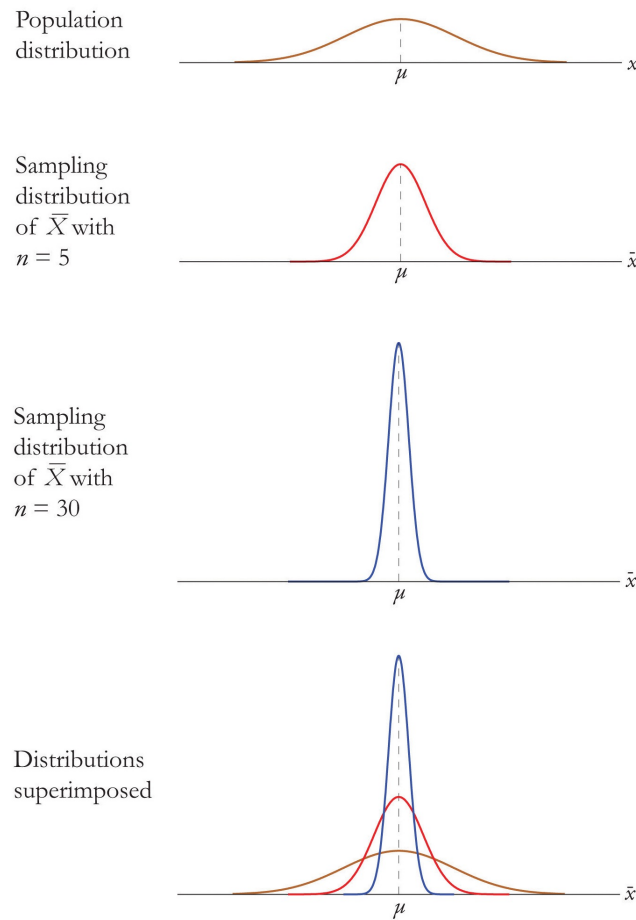 Population
distribution
x
μ
Sampling
distribution
of X̅ with
n = 5
x̄
μ
Sampling
distribution
of X̅ with
n = 30
x̄
μ
Distributions
superimposed
x̄
μ